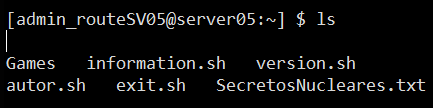 [admin_routeSV05@server05:~] $ ls
Games information.sh version.sh
autor.sh exit.sh SecretosNucleares.txt